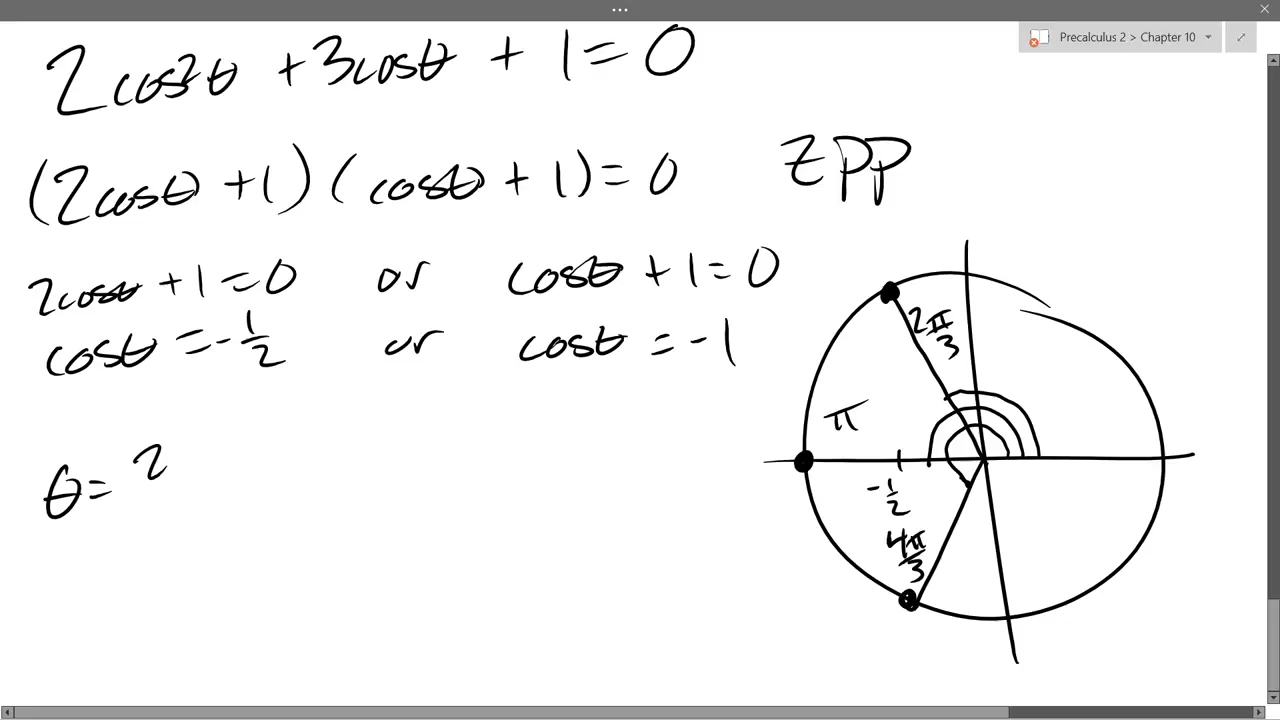 Precalculus 2 > Chapter 10
2cos²θ + 3cosθ + 1 = 0
(2cosθ + 1)(cosθ + 1) = 0
ZPP
2cosθ + 1 = 0 or cosθ + 1 = 0
cosθ = -1/2 or cosθ = -1
θ = 2
2π/3
π
-1/2
4π/3